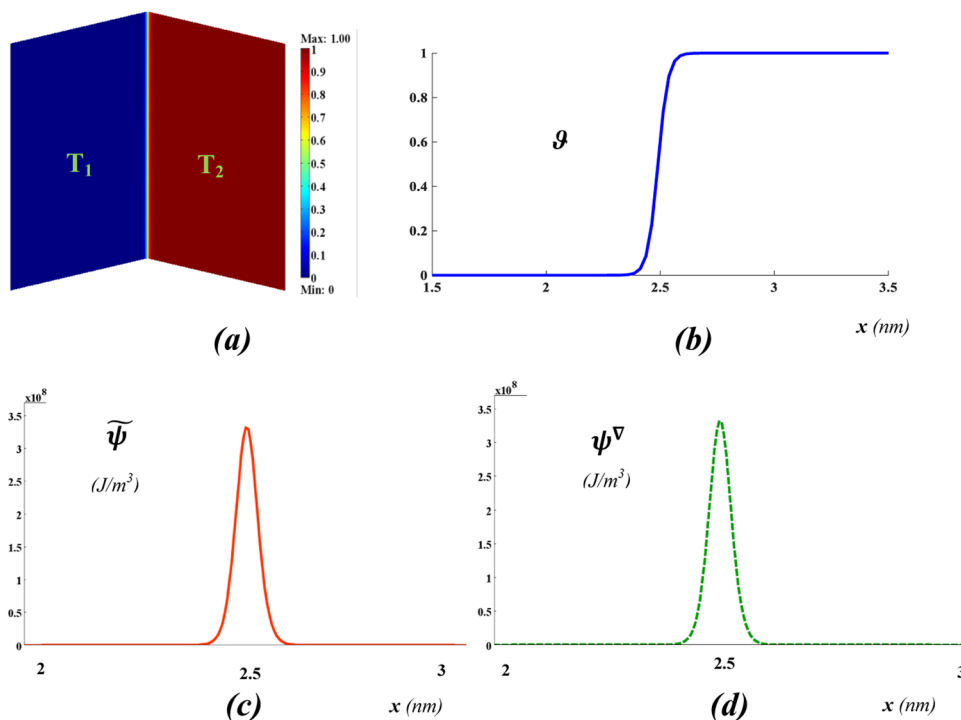 Max: 1.00
1
0.9
0.8
0.7
0.6
0.5
0.4
0.3
0.2
0.1
0
Min: 0
T₁
T₂
(a)
1
0.8
0.6
0.4
0.2
0
1.5 2 2.5 3 3.5
ϑ
x (nm)
(b)
x10⁸
3.5
3
2.5
2
1.5
1
0.5
0
ψ̃
(J/m³)
2 2.5 3
x (nm)
(c)
x10⁸
3.5
3
2.5
2
1.5
1
0.5
0
ψ^∇
(J/m³)
2 2.5 3
x (nm)
(d)